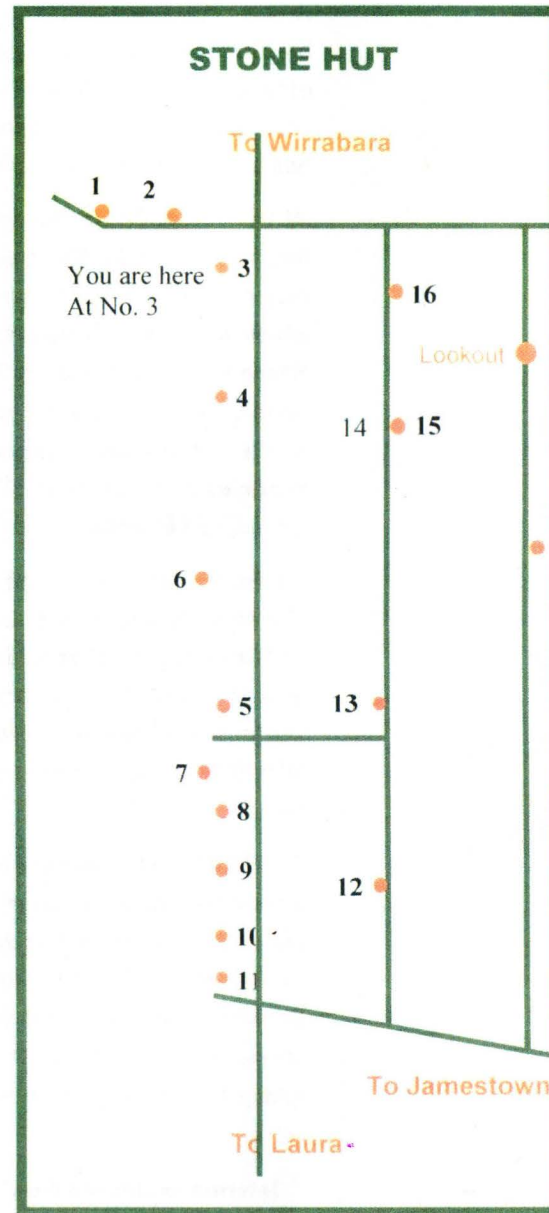 STONE HUT
To Wirrabara
1 2
You are here
At No. 3
3
16
Lookout
4
14 15
6
5
13
7
8
9
12
10
11
To Jamestown
To Laura